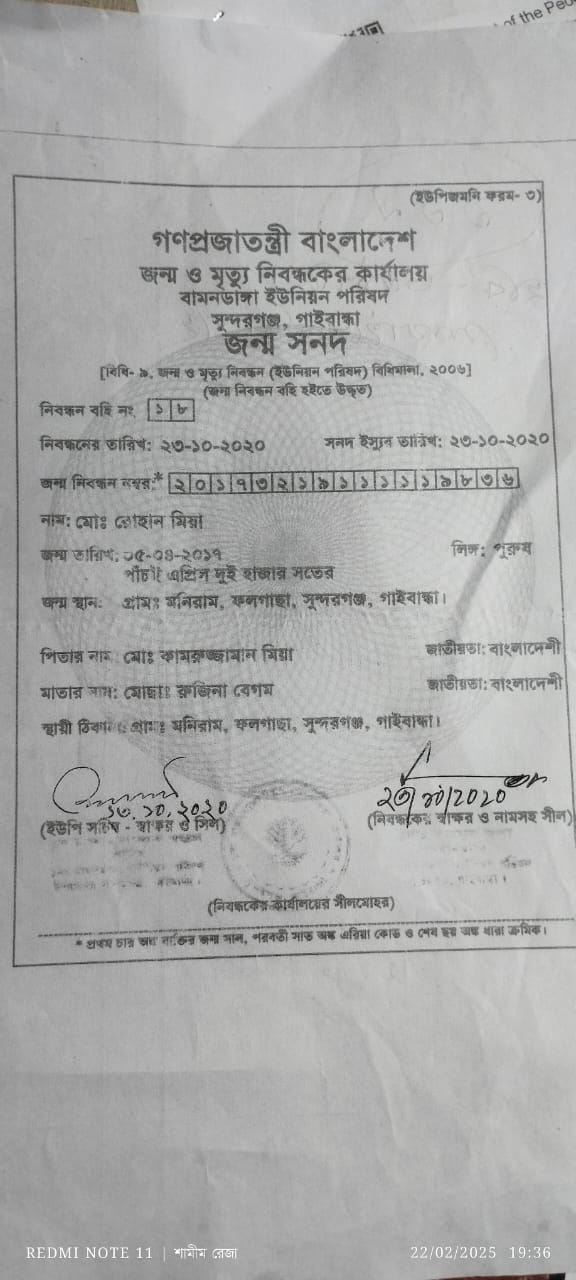 of the Peo
(ইউপিজমনি ফরম- ৩)
গণপ্রজাতন্ত্রী বাংলাদেশ
জন্ম ও মৃত্যু নিবন্ধকের কার্যালয়
বামনডাঙ্গা ইউনিয়ন পরিষদ
সুন্দরগঞ্জ, গাইবান্ধা
জন্ম সনদ
[বিধি- ৯, জন্ম ও মৃত্যু নিবন্ধন (ইউনিয়ন পরিষদ) বিধিমালা, ২০০৬]
(জন্ম নিবন্ধন বহি হইতে উদ্ধৃত)
নিবন্ধন বহি নং ১৮
নিবন্ধনের তারিখ: ২৩-১০-২০২০ সনদ ইস্যুর তারিখ: ২৩-১০-২০২০
জন্ম নিবন্ধন নম্বর:* ২০১৭৩২১৯১১১১১৯৮৩৬
নাম: মোঃ সোহান মিয়া
জন্ম তারিখ: ০৫-০৪-২০১৭ লিঙ্গ: পুরুষ
পাঁচই এপ্রিল দুই হাজার সতের
জন্ম স্থান: গ্রামঃ মনিরাম, ফলগাছা, সুন্দরগঞ্জ, গাইবান্ধা।
পিতার নাম: মোঃ কামরুজ্জামান মিয়া জাতীয়তা: বাংলাদেশী
মাতার নাম: মোছাঃ রুজিনা বেগম জাতীয়তা: বাংলাদেশী
স্থায়ী ঠিকানা: গ্রামঃ মনিরাম, ফলগাছা, সুন্দরগঞ্জ, গাইবান্ধা।
২৩.১০.২০২০ ২৩/১০/2020
(ইউপি সচিব - স্বাক্ষর ও সিল) (নিবন্ধকের স্বাক্ষর ও নামসহ সীল)
(নিবন্ধকের কার্যালয়ের সীলমোহর)
* প্রথম চার অংক ব্যক্তির জন্ম সাল, পরবর্তী সাত অংক এরিয়া কোড ও শেষ ছয় অংক ধারা ক্রমিক।
REDMI NOTE 11 | শামীম রেজা 22/02/2025 19:36